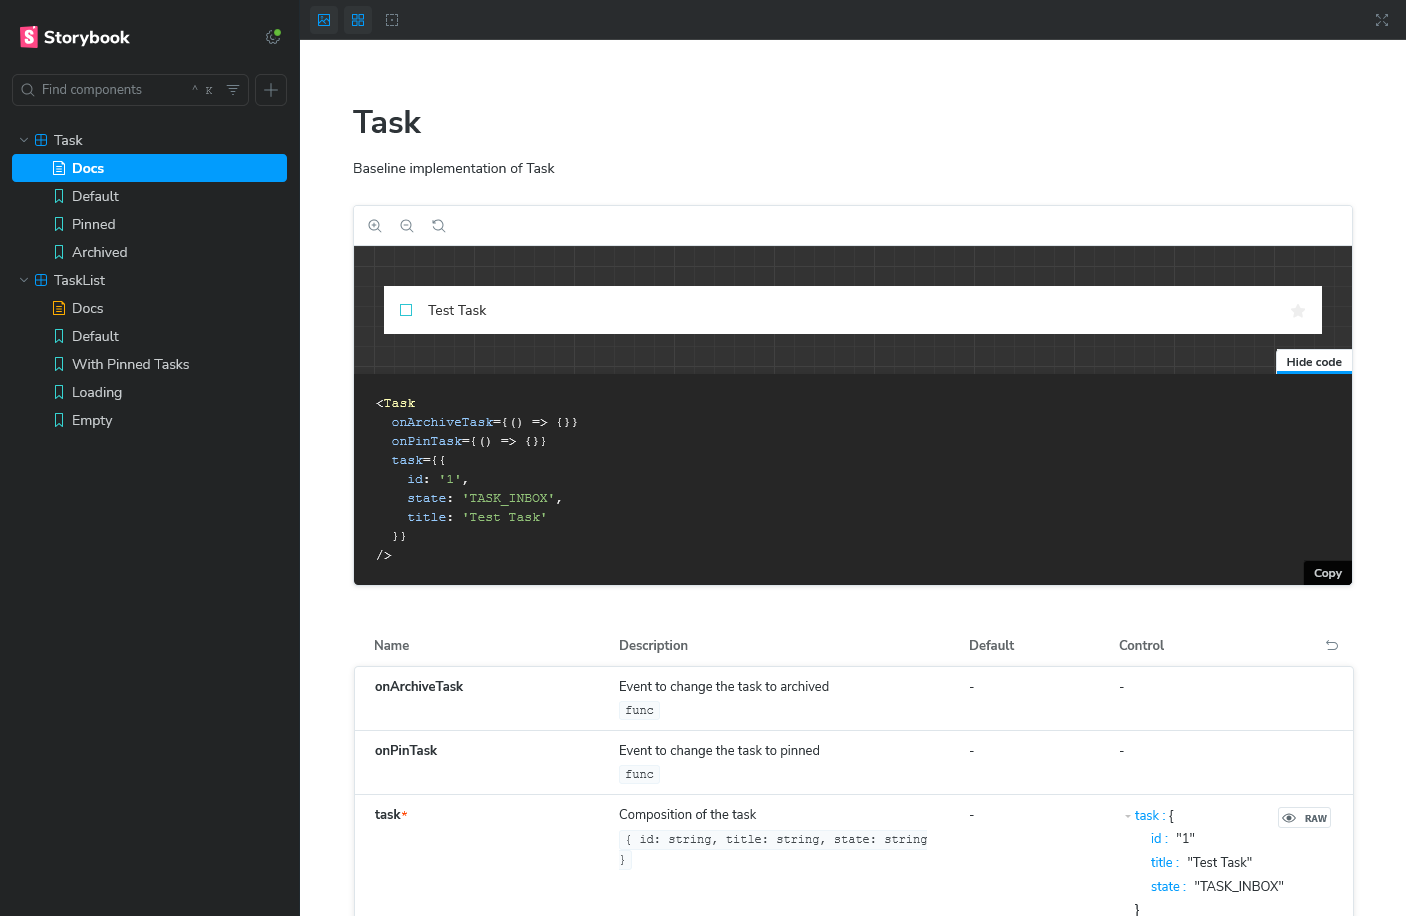 Storybook
Find components
^ K
Task
Docs
Default
Pinned
Archived
TaskList
Docs
Default
With Pinned Tasks
Loading
Empty
Task
Baseline implementation of Task
Test Task
Hide code
<Task
onArchiveTask={() => {}}
onPinTask={() => {}}
task={{
id: '1',
state: 'TASK_INBOX',
title: 'Test Task'
}}
/>
Copy
Name Description Default Control
onArchiveTask Event to change the task to archived - -
func
onPinTask Event to change the task to pinned - -
func
task* Composition of the task - task : {
RAW
{ id: string, title: string, state: string
}
id : "1"
title : "Test Task"
state : "TASK_INBOX"
}